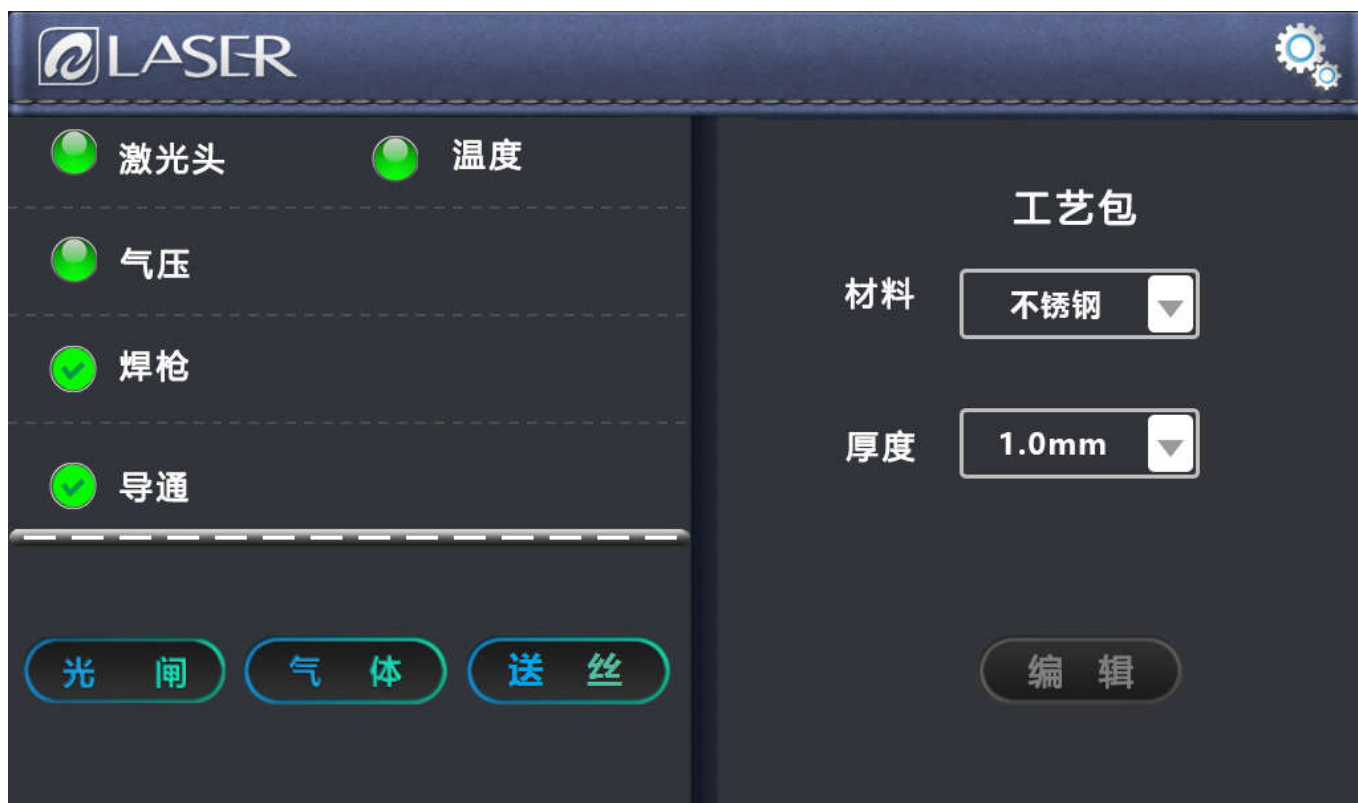 LASER
激光头 温度
气压
焊枪
导通
光闸 气体 送丝
工艺包
材料 不锈钢
厚度 1.0mm
编辑